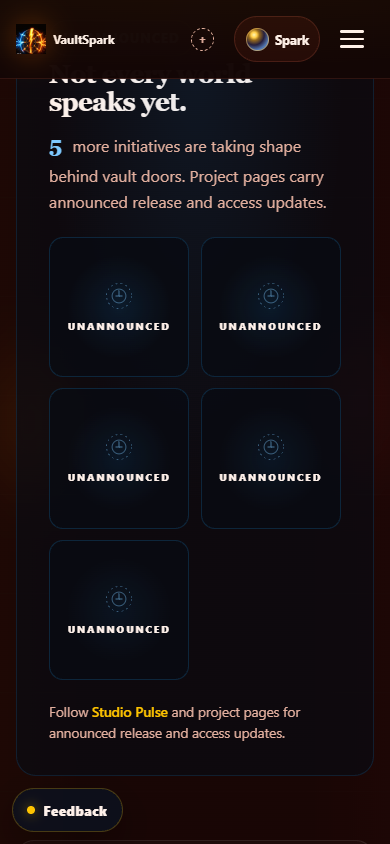 VaultSpark
+
Spark
Not every world
speaks yet.
5 more initiatives are taking shape
behind vault doors. Project pages carry
announced release and access updates.
UNANNOUNCED
UNANNOUNCED
UNANNOUNCED
UNANNOUNCED
UNANNOUNCED
Follow Studio Pulse and project pages for
announced release and access updates.
Feedback